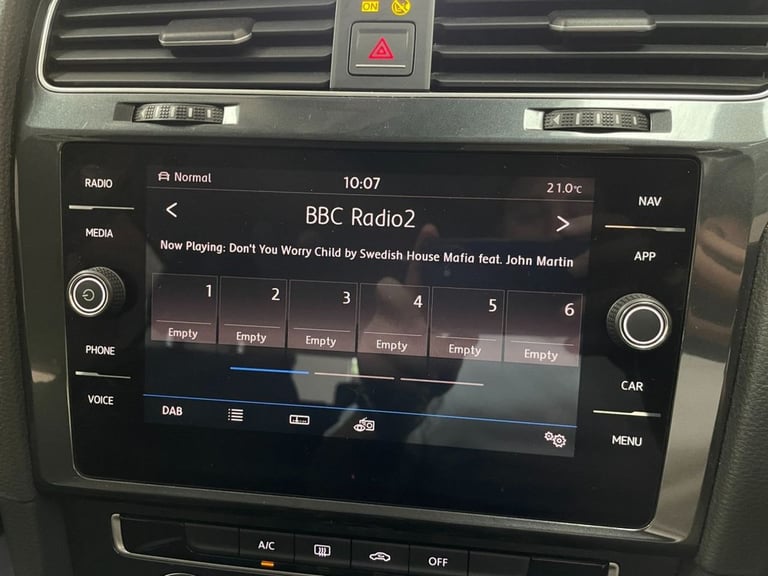 ON
RADIO
MEDIA
PHONE
VOICE
Normal
10:07
21.0°C
< BBC Radio2 >
Now Playing: Don't You Worry Child by Swedish House Mafia feat. John Martin
1 2 3 4 5 6
Empty Empty Empty Empty Empty Empty
DAB
NAV
APP
CAR
MENU
A/C
OFF